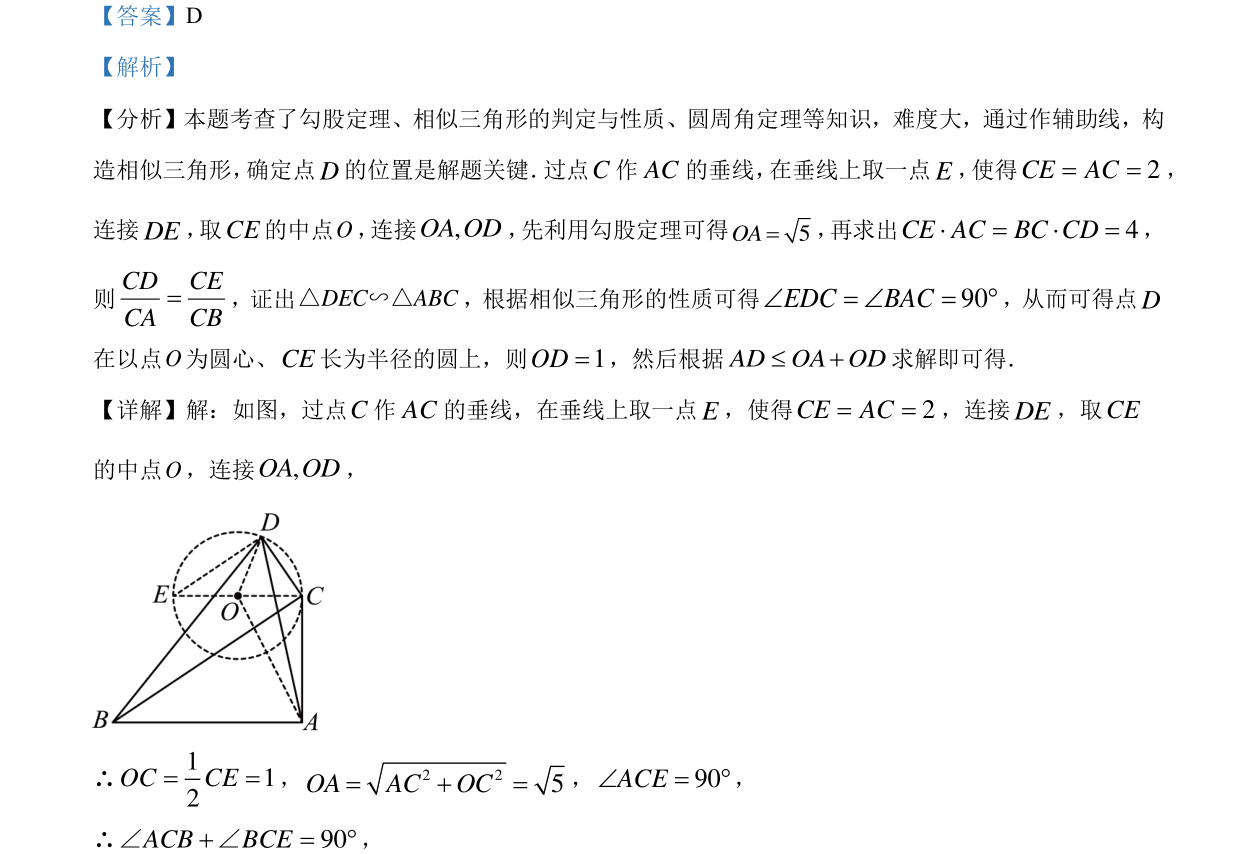 【答案】D
【解析】
【分析】本题考查了勾股定理、相似三角形的判定与性质、圆周角定理等知识，难度大，通过作辅助线，构
造相似三角形，确定点D的位置是解题关键．过点C作AC的垂线，在垂线上取一点E，使得CE = AC = 2，
连接DE，取CE的中点O，连接OA,OD，先利用勾股定理可得OA = √5，再求出CE·AC = BC·CD = 4，
则CD/CA = CE/CB，证出△DEC∽△ABC，根据相似三角形的性质可得∠EDC = ∠BAC = 90°，从而可得点D
在以点O为圆心、CE长为半径的圆上，则OD = 1，然后根据AD ≤ OA + OD求解即可得．
【详解】解：如图，过点C作AC的垂线，在垂线上取一点E，使得CE = AC = 2，连接DE，取CE
的中点O，连接OA,OD，
D
E
O
C
B
A
∴OC = 1/2 CE = 1，OA = √(AC² + OC²) = √5，∠ACE = 90°，
∴∠ACB + ∠BCE = 90°，